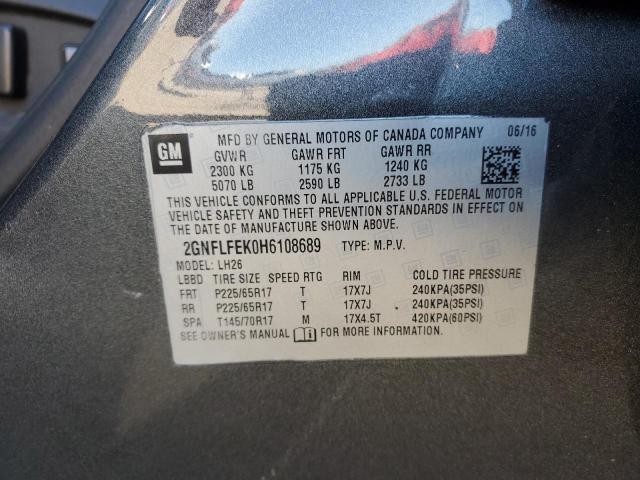 GM
MFD BY GENERAL MOTORS OF CANADA COMPANY 06/16
GVWR GAWR FRT GAWR RR
2300 KG 1175 KG 1240 KG
5070 LB 2590 LB 2733 LB
THIS VEHICLE CONFORMS TO ALL APPLICABLE U.S. FEDERAL MOTOR
VEHICLE SAFETY AND THEFT PREVENTION STANDARDS IN EFFECT ON
THE DATE OF MANUFACTURE SHOWN ABOVE.
2GNFLFEK0H6108689 TYPE: M.P.V.
MODEL: LH26
LBBD TIRE SIZE SPEED RTG RIM COLD TIRE PRESSURE
FRT P225/65R17 T 17X7J 240KPA(35PSI)
RR P225/65R17 T 17X7J 240KPA(35PSI)
SPA T145/70R17 M 17X4.5T 420KPA(60PSI)
SEE OWNER'S MANUAL FOR MORE INFORMATION